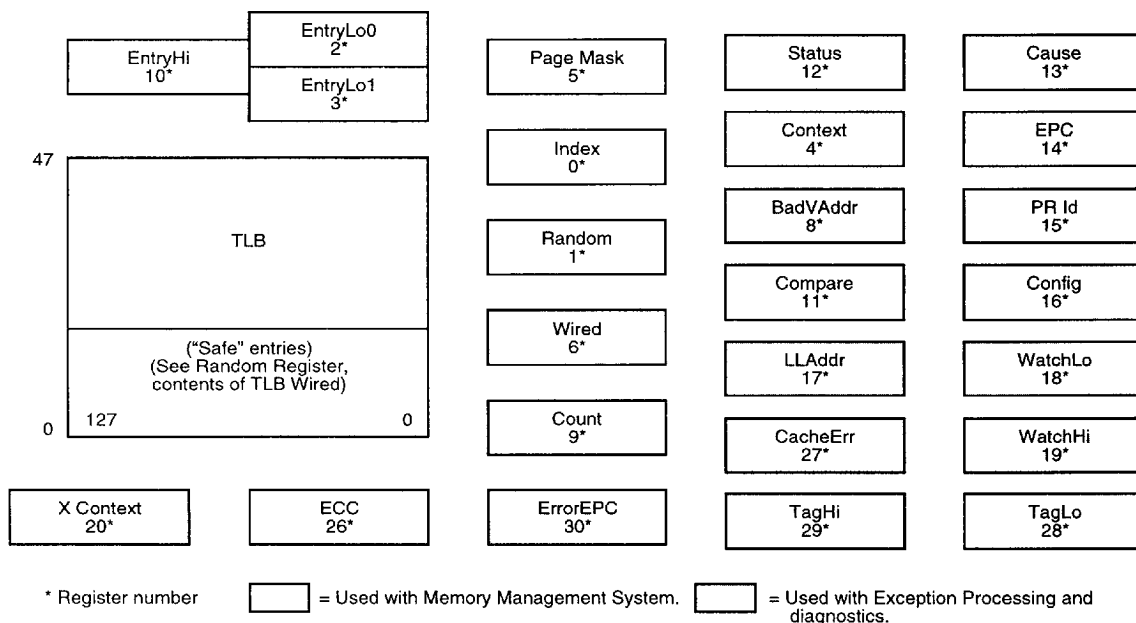 EntryHi
10*
EntryLo0
2*
EntryLo1
3*
47
TLB
("Safe" entries)
(See Random Register,
contents of TLB Wired)
127
0
0
Page Mask
5*
Index
0*
Random
1*
Wired
6*
Count
9*
Status
12*
Context
4*
BadVAddr
8*
Compare
11*
LLAddr
17*
CacheErr
27*
Cause
13*
EPC
14*
PR Id
15*
Config
16*
WatchLo
18*
WatchHi
19*
X Context
20*
ECC
26*
ErrorEPC
30*
TagHi
29*
TagLo
28*
* Register number
= Used with Memory Management System.
= Used with Exception Processing and
diagnostics.